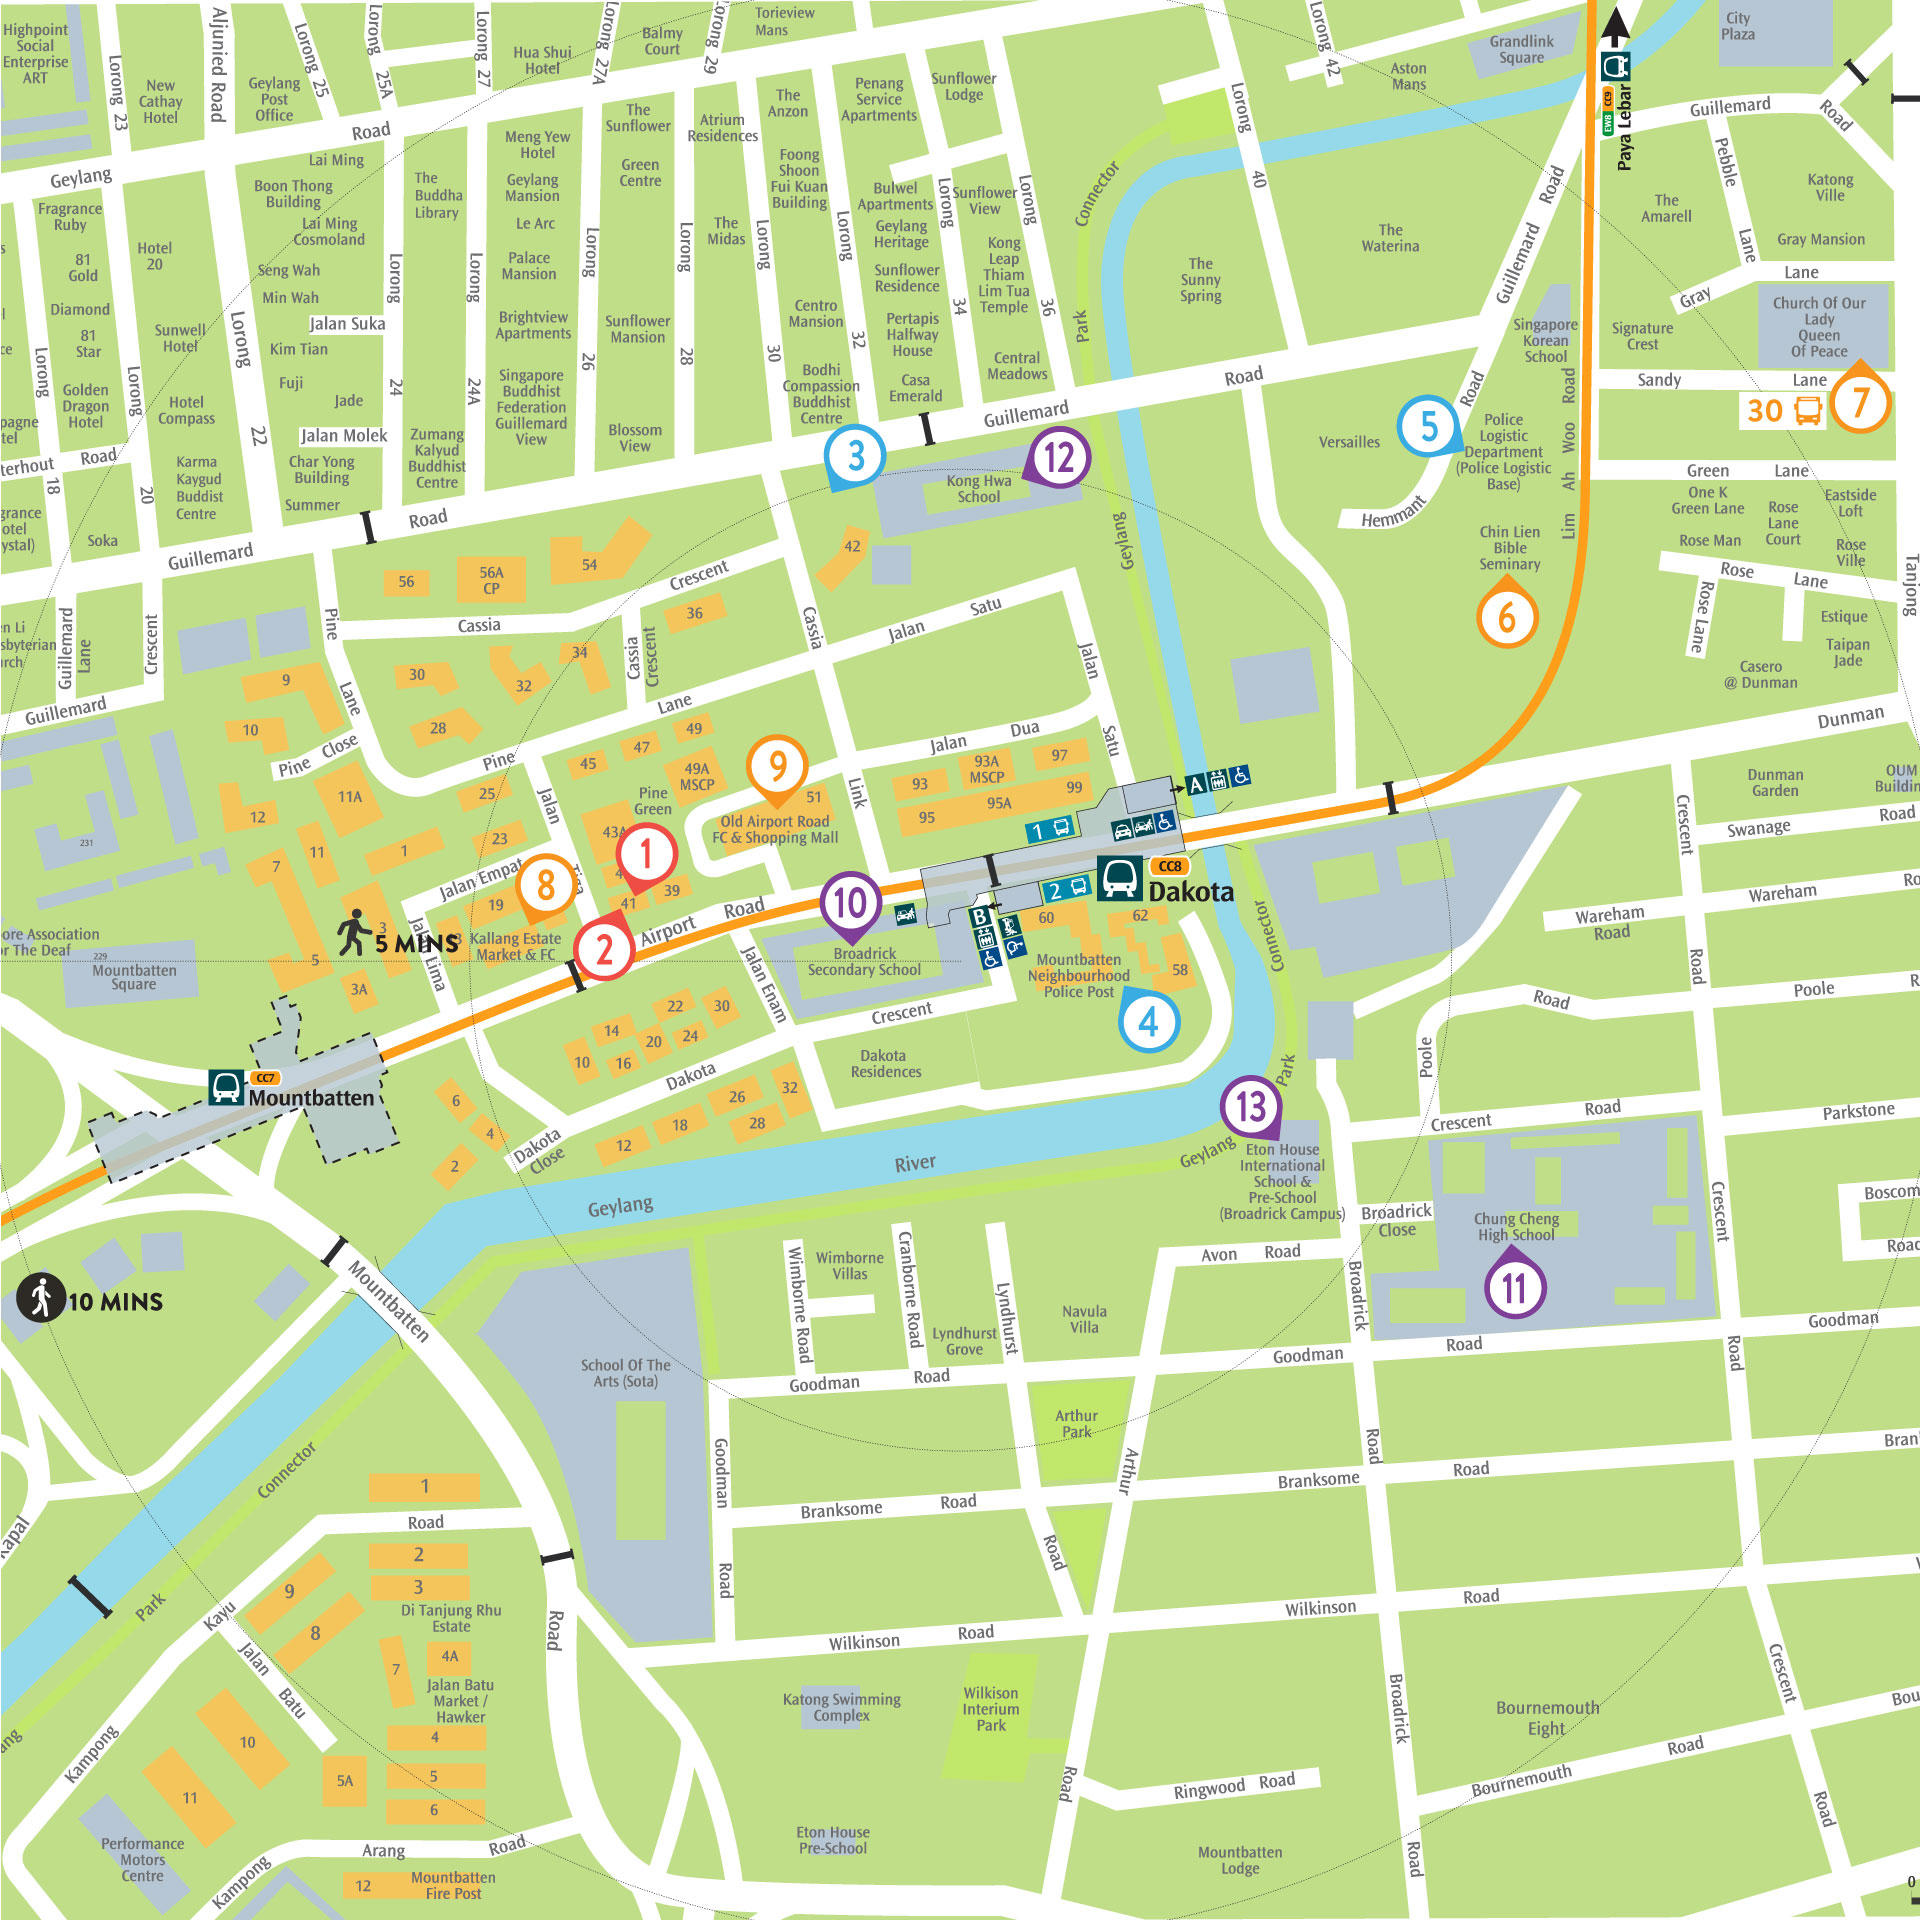 Highpoint
Social
Enterprise
ART
Lorong 23
New
Cathay
Hotel
Aljunied Road
Geylang
Post
Office
Lorong 25
Lorong 25A
Lorong 27
Hua Shui
Hotel
Lorong 27A
Balmy
Court
Lorong 29
Torieview
Mans
Lorong 42
Aston
Mans
Grandlink
Square
City
Plaza
CC9
EW8
Paya Lebar
Guillemard
Road
Geylang
Road
Lai Ming
Boon Thong
Building
Lai Ming
Cosmoland
Seng Wah
Min Wah
Jalan Suka
Kim Tian
Fuji
Jade
Jalan Molek
Char Yong
Building
Summer
Fragrance
Ruby
81
Gold
Diamond
81
Star
Golden
Dragon
Hotel
Hotel
20
Sunwell
Hotel
Hotel
Compass
Karma
Kaygud
Buddist
Centre
Soka
Lorong
18
Lorong
20
Lorong
22
Lorong
24
Lorong
24A
Lorong
26
Lorong
28
Lorong
30
Lorong
32
Lorong
34
Lorong
36
Lorong
40
Road
The
Buddha
Library
Zumang
Kalyud
Buddhist
Centre
Meng Yew
Hotel
Geylang
Mansion
Le Arc
Palace
Mansion
Brightview
Apartments
Singapore
Buddhist
Federation
Guillemard
View
The
Sunflower
Green
Centre
Sunflower
Mansion
Blossom
View
Atrium
Residences
The
Midas
The
Anzon
Foong
Shoon
Fui Kuan
Building
Centro
Mansion
Bodhi
Compassion
Buddhist
Centre
Penang
Service
Apartments
Bulwel
Apartments
Geylang
Heritage
Sunflower
Residence
Pertapis
Halfway
House
Casa
Emerald
Sunflower
Lodge
Sunflower
View
Kong
Leap
Thiam
Lim Tua
Temple
Central
Meadows
Connector
Park
Geylang
The
Sunny
Spring
The
Waterina
Guillemard Road
Road
Singapore
Korean
School
Versailles
Police
Logistic
Department
(Police Logistic
Base)
Hemmant
Chin Lien
Bible
Seminary
Lim Ah Woo Road
Pebble
Lane
The
Amarell
Katong
Ville
Gray Mansion
Gray
Lane
Church Of Our
Lady
Queen
Of Peace
Signature
Crest
Sandy
Lane
30
7
Green
Lane
One K
Green Lane
Rose Man
Rose
Lane
Court
Eastside
Loft
Rose
Ville
Rose
Lane
Rose Lane
Estique
Taipan
Jade
Casero
@ Dunman
Tanjong
Dunman
5
6
3
12
Kong Hwa
School
Guillemard
Road
Guillemard
Road
Guillemard
Lane
Crescent
Guillemard
Pine
Lane
Pine Close
Pine
Lane
Cassia
Crescent
Cassia
Crescent
Cassia
Link
Jalan
Satu
Jalan
Satu
Jalan
Dua
56
56A
CP
54
42
36
34
32
30
28
9
10
12
11A
11
7
5
3
3A
1
231
25
23
19
45
47
49
49A
MSCP
Pine
Green
43A
39
41
51
Old Airport Road
FC & Shopping Mall
93
93A
MSCP
97
99
95
95A
9
1
8
2
10
Jalan
Tiga
Jalan Empat
Jalan Lima
Kallang Estate
Market & FC
5 MINS
Mountbatten
Square
229
Airport
Road
Jalan Enam
Broadrick
Secondary School
A
1
2
B
CC8
Dakota
60
62
58
Mountbatten
Neighbourhood
Police Post
4
CC7
Mountbatten
22
30
14
20
24
10
16
Dakota
Crescent
Dakota
Residences
26
32
18
28
12
6
4
2
Dakota
Close
Geylang
River
Connector
Park
Geylang
13
Eton House
International
School &
Pre-School
(Broadrick Campus)
Dunman
Garden
OUM
Swanage
Road
Crescent
Road
Wareham
Wareham
Road
Poole
Road
Poole
Crescent
Road
Parkstone
Chung Cheng
High School
11
Broadrick
Close
Crescent
Road
Avon
Road
Broadrick
Road
Goodman
Road
Goodman
10 MINS
Mountbatten
Road
School Of The
Arts (Sota)
Wimborne Road
Wimborne
Villas
Cranborne Road
Lyndhurst
Grove
Lyndhurst
Road
Navula
Villa
Goodman
Road
Goodman
Road
Arthur
Park
Arthur
Road
Branksome
Road
Branksome
Road
Wilkinson
Road
Wilkinson
Road
Katong Swimming
Complex
Wilkison
Interium
Park
Eton House
Pre-School
Ringwood Road
Mountbatten
Lodge
Broadrick
Road
Bournemouth
Eight
Bournemouth
Road
Crescent
Road
Connector
Park
Kampong
Kayu
Road
1
2
3
9
8
7
4A
Di Tanjung Rhu
Estate
Jalan
Batu
Jalan Batu
Market /
Hawker
4
5
6
5A
10
11
Performance
Motors
Centre
Kampong
Arang
Road
12
Mountbatten
Fire Post
0